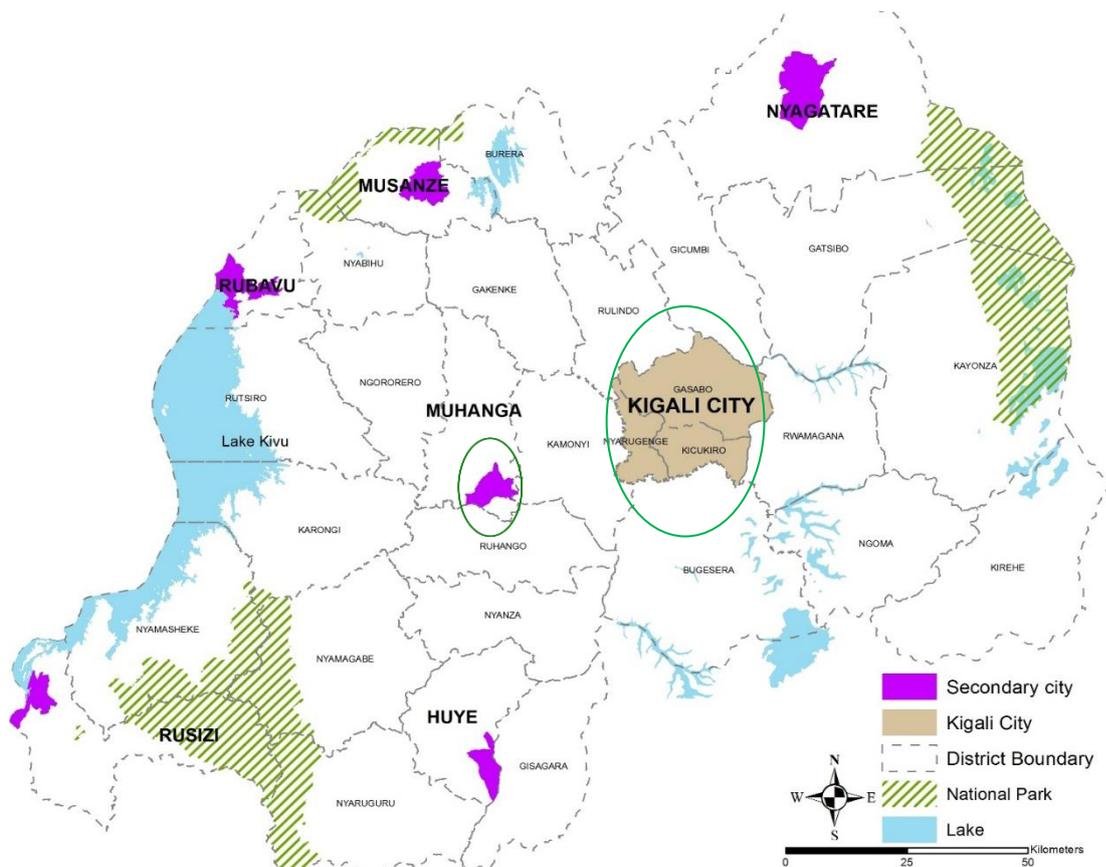 NYAGATARE
BURERA
MUSANZE
GICUMBI
GATSIBO
NYABIHU
RUBAVU
GAKENKE
RULINDO
KAYONZA
NGORORERO
GASABO
RUTSIRO
MUHANGA
KIGALI CITY
Lake Kivu
KAMONYI
NYARUGENGE
KICUKIRO
RWAMAGANA
KARONGI
RUHANGO
NGOMA
BUGESERA
KIREHE
NYANZA
NYAMASHEKE
NYAMAGABE
RUSIZI
HUYE
GISAGARA
NYARUGURU
Secondary city
Kigali City
District Boundary
National Park
Lake
N
W
E
S
Kilometers
0 25 50